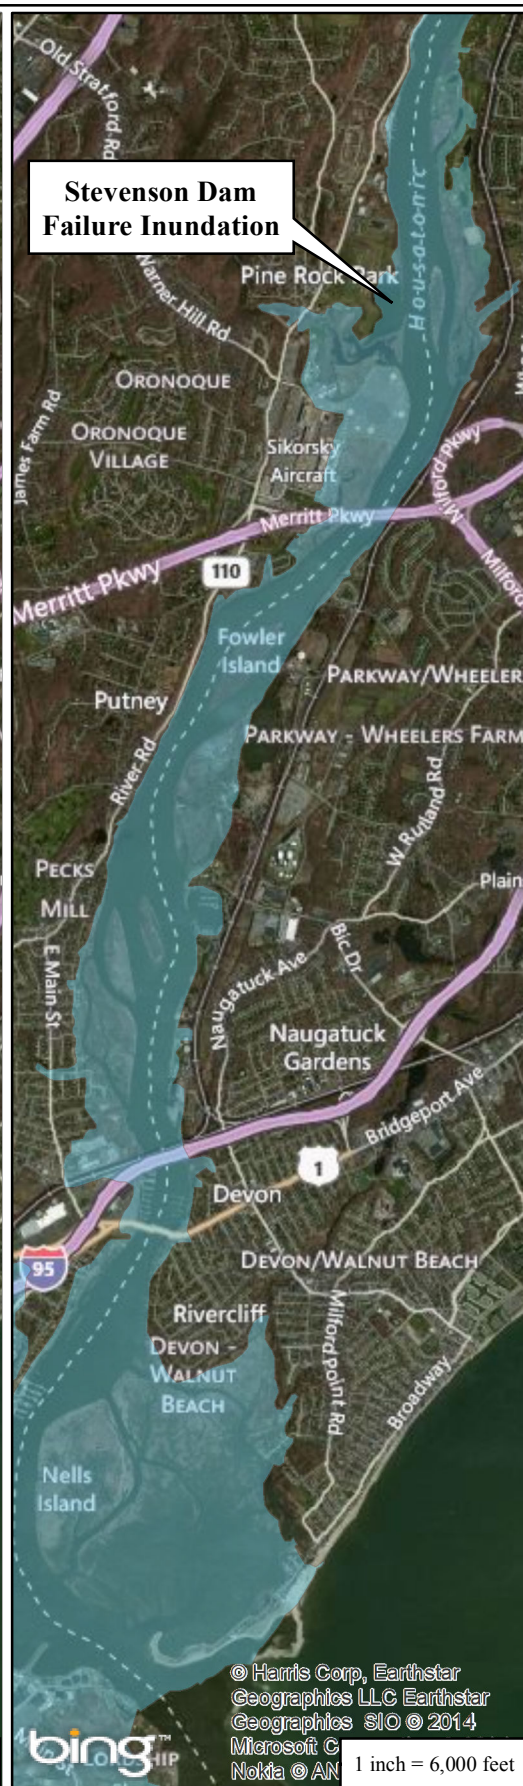 Old Stratford Rd
Stevenson Dam
Failure Inundation
Housatonic
Warner Hill Rd
Pine Rock Park
ORONOQUE
James Farm Rd
ORONOQUE
VILLAGE
Sikorsky
Aircraft
Milford Pkwy
Merritt Pkwy
Merritt Pkwy
110
Milford
Fowler
Island
PARKWAY/WHEELER
Putney
PARKWAY - WHEELERS FARM
River Rd
W Rutland Rd
PECKS
MILL
Plain
E Main St
Bic Dr
Naugatuck Ave
Naugatuck
Gardens
Bridgeport Ave
1
Devon
95
DEVON/WALNUT BEACH
Rivercliff
DEVON -
WALNUT
BEACH
Milford Point Rd
Broadway
Nells
Island
© Harris Corp, Earthstar
Geographics LLC Earthstar
Geographics SIO © 2014
Microsoft C
Nokia © AN
bing™
1 inch = 6,000 feet